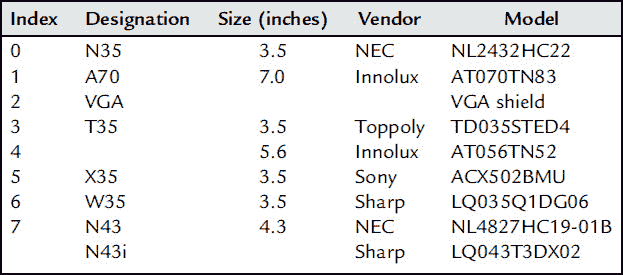 Index Designation Size (inches) Vendor Model
0 N35 3.5 NEC NL2432HC22
1 A70 7.0 Innolux AT070TN83
2 VGA VGA shield
3 T35 3.5 Toppoly TD035STED4
4 5.6 Innolux AT056TN52
5 X35 3.5 Sony ACX502BMU
6 W35 3.5 Sharp LQ035Q1DG06
7 N43 4.3 NEC NL4827HC19-01B
N43i Sharp LQ043T3DX02